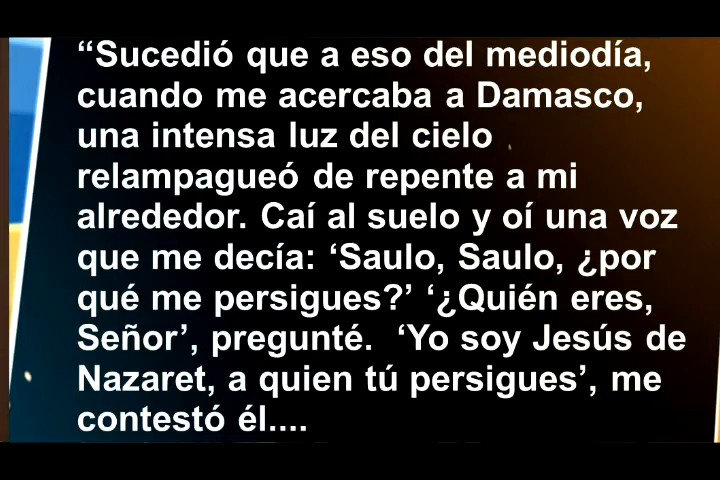 “Sucedió que a eso del mediodía,
cuando me acercaba a Damasco,
una intensa luz del cielo
relampagueó de repente a mi
alrededor. Caí al suelo y oí una voz
que me decía: ‘Saulo, Saulo, ¿por
qué me persigues?’ ‘¿Quién eres,
Señor’, pregunté.  ‘Yo soy Jesús de
Nazaret, a quien tú persigues’, me
contestó él....